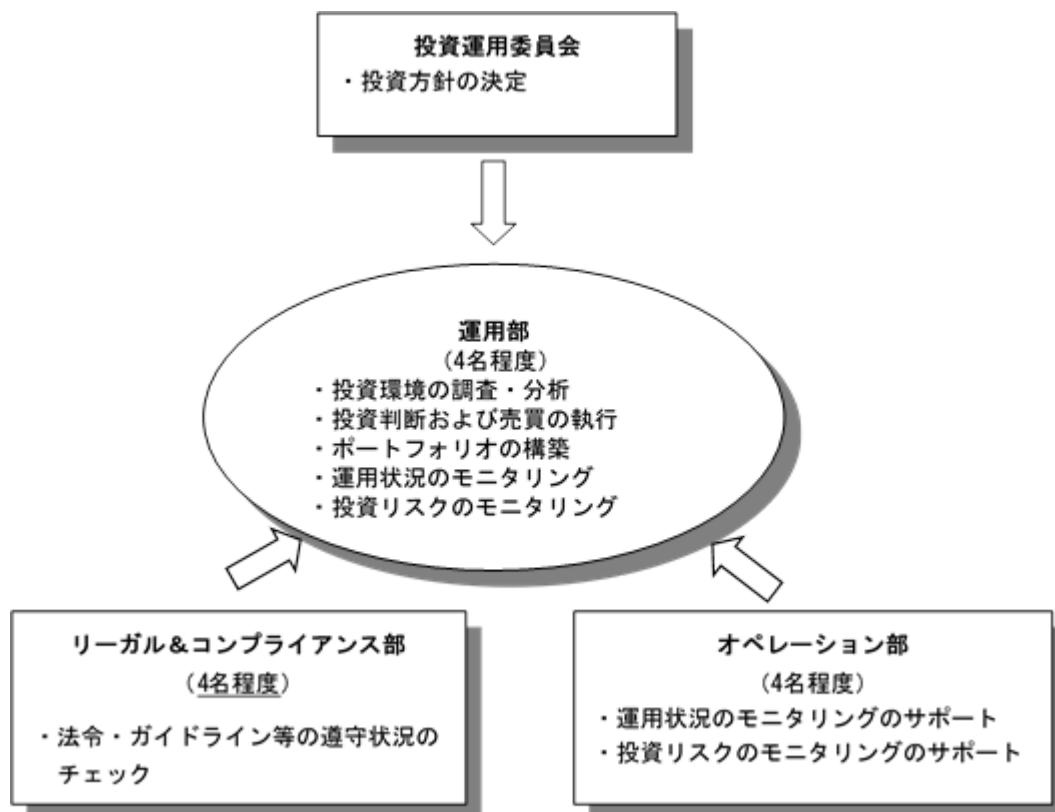 投資運用委員会
・投資方針の決定
運用部
(4名程度)
・投資環境の調査・分析
・投資判断および売買の執行
・ポートフォリオの構築
・運用状況のモニタリング
・投資リスクのモニタリング
リーガル&コンプライアンス部
(4名程度)
・法令・ガイドライン等の遵守状況の
チェック
オペレーション部
(4名程度)
・運用状況のモニタリングのサポート
・投資リスクのモニタリングのサポート